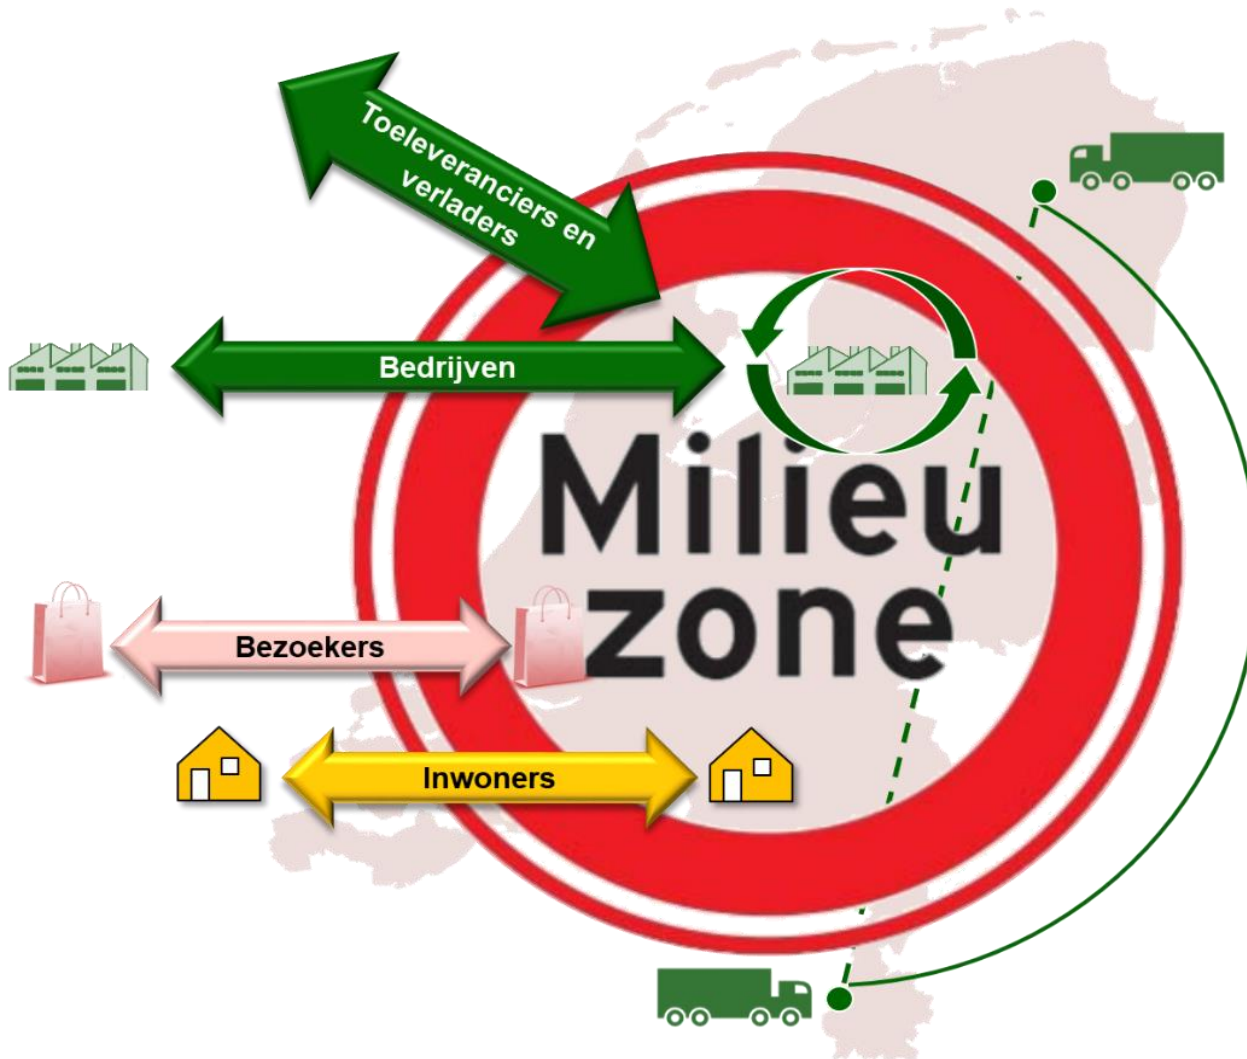 Toeleveranciers en
verladers
Bedrijven
Milieu
zone
Bezoekers
Inwoners